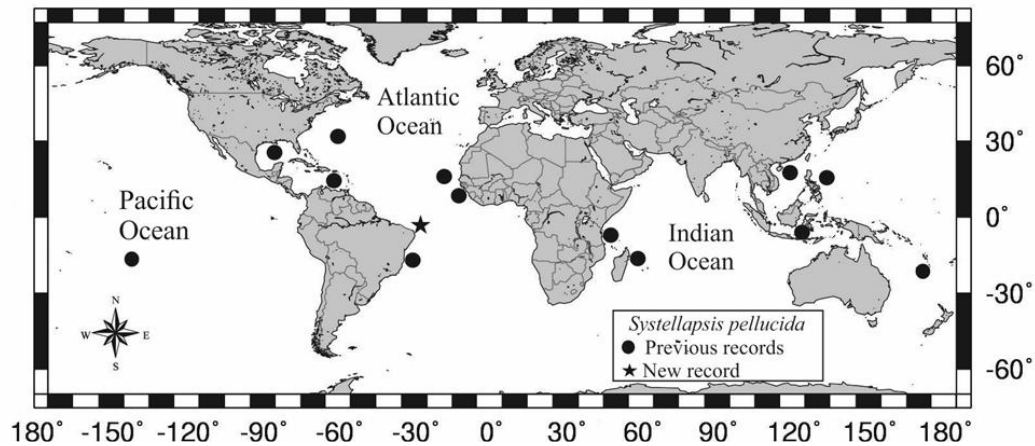 Atlantic
Ocean
Pacific
Ocean
Indian
Ocean
N
W E
S
Systellapsis pellucida
Previous records
New record
60°
30°
0°
-30°
-60°
180° -150° -120° -90° -60° -30° 0° 30° 60° 90° 120° 150° 180°